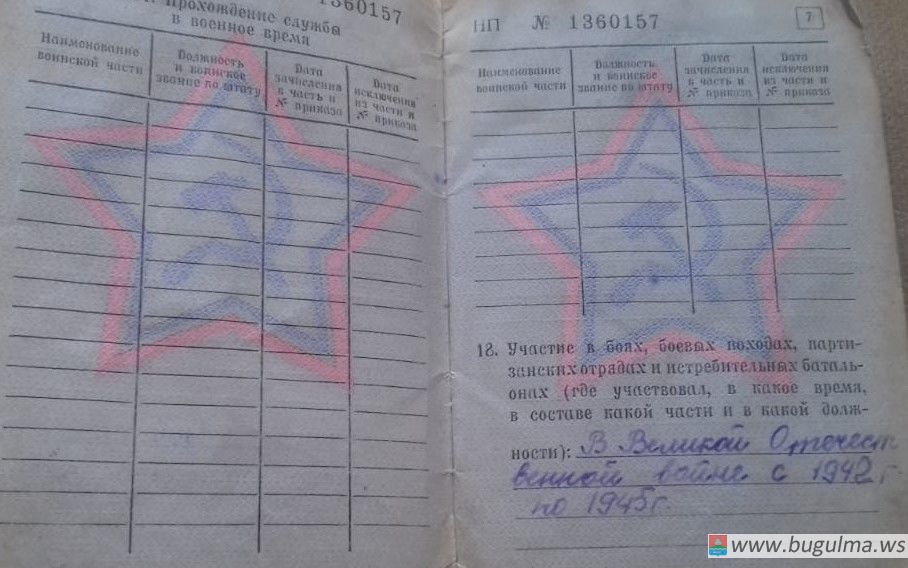 Прохождение службы
в военное время
1360157
Наименование
воинской части
Должность
и воинское
звание по штату
Дата
зачисления
в часть и
№ приказа
Дата
исключения
из части и
№ приказа
НП № 1360157
7
Наименование
воинской части
Должность
и воинское
звание по штату
Дата
зачисления
в часть и
№ приказа
Дата
исключения
из части и
№ приказа
18. Участие в боях, боевых походах, парти-
занских отрядах и истребительных баталь-
онах (где участвовал, в какое время,
в составе какой части и в какой долж-
ности): В Великой Отечест
венной войне с 1942 г.
по 1945 г.
www.bugulma.ws